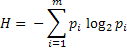 H = − ∑_{i=1}^{m} p_i log_2 p_i